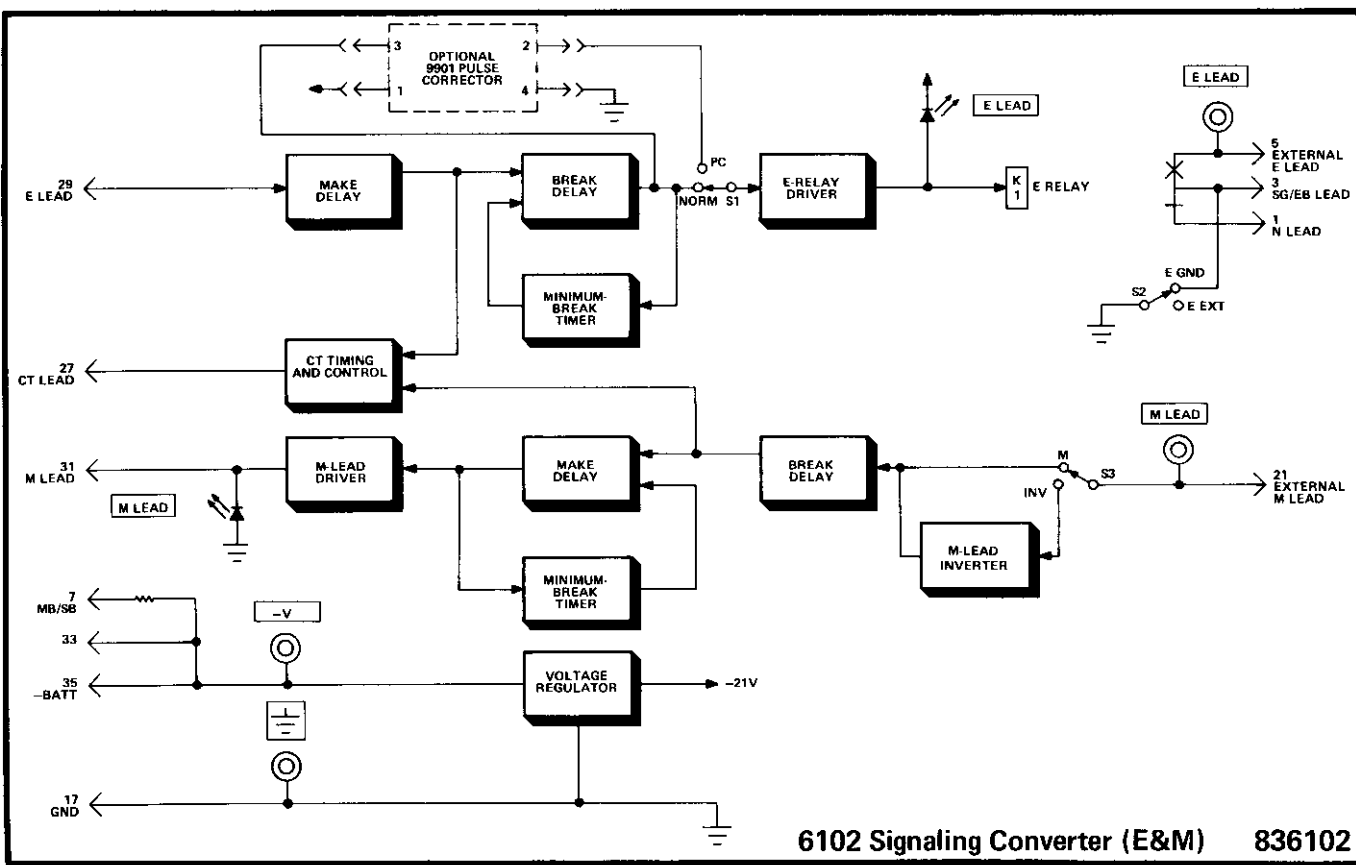 3
OPTIONAL
9901 PULSE
CORRECTOR
2
1
4
E LEAD
E LEAD
5
EXTERNAL
E LEAD
3
SG/EB LEAD
1
N LEAD
29
E LEAD
MAKE
DELAY
BREAK
DELAY
PC
NORM
S1
E-RELAY
DRIVER
K
1
E RELAY
MINIMUM-
BREAK
TIMER
E GND
S2
E EXT
27
CT LEAD
CT TIMING
AND CONTROL
31
M LEAD
M LEAD
M-LEAD
DRIVER
MAKE
DELAY
BREAK
DELAY
M
INV
S3
M LEAD
21
EXTERNAL
M LEAD
M-LEAD
INVERTER
MINIMUM-
BREAK
TIMER
7
MB/SB
33
35
–BATT
–V
VOLTAGE
REGULATOR
–21V
17
GND
6102 Signaling Converter (E&M) 836102